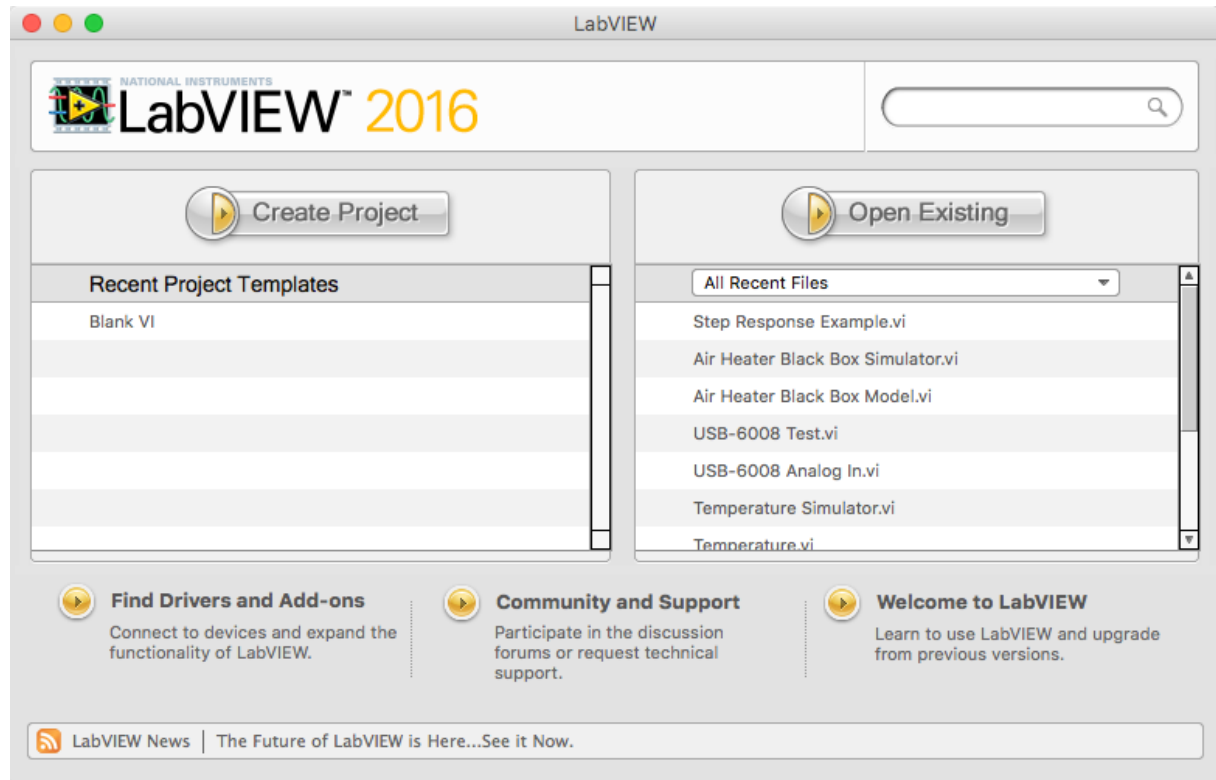 LabVIEW
NATIONAL INSTRUMENTS
LabVIEW™ 2016
Create Project
Recent Project Templates
Blank VI
Open Existing
All Recent Files
Step Response Example.vi
Air Heater Black Box Simulator.vi
Air Heater Black Box Model.vi
USB-6008 Test.vi
USB-6008 Analog In.vi
Temperature Simulator.vi
Temperature.vi
Find Drivers and Add-ons
Connect to devices and expand the
functionality of LabVIEW.
Community and Support
Participate in the discussion
forums or request technical
support.
Welcome to LabVIEW
Learn to use LabVIEW and upgrade
from previous versions.
LabVIEW News | The Future of LabVIEW is Here...See it Now.